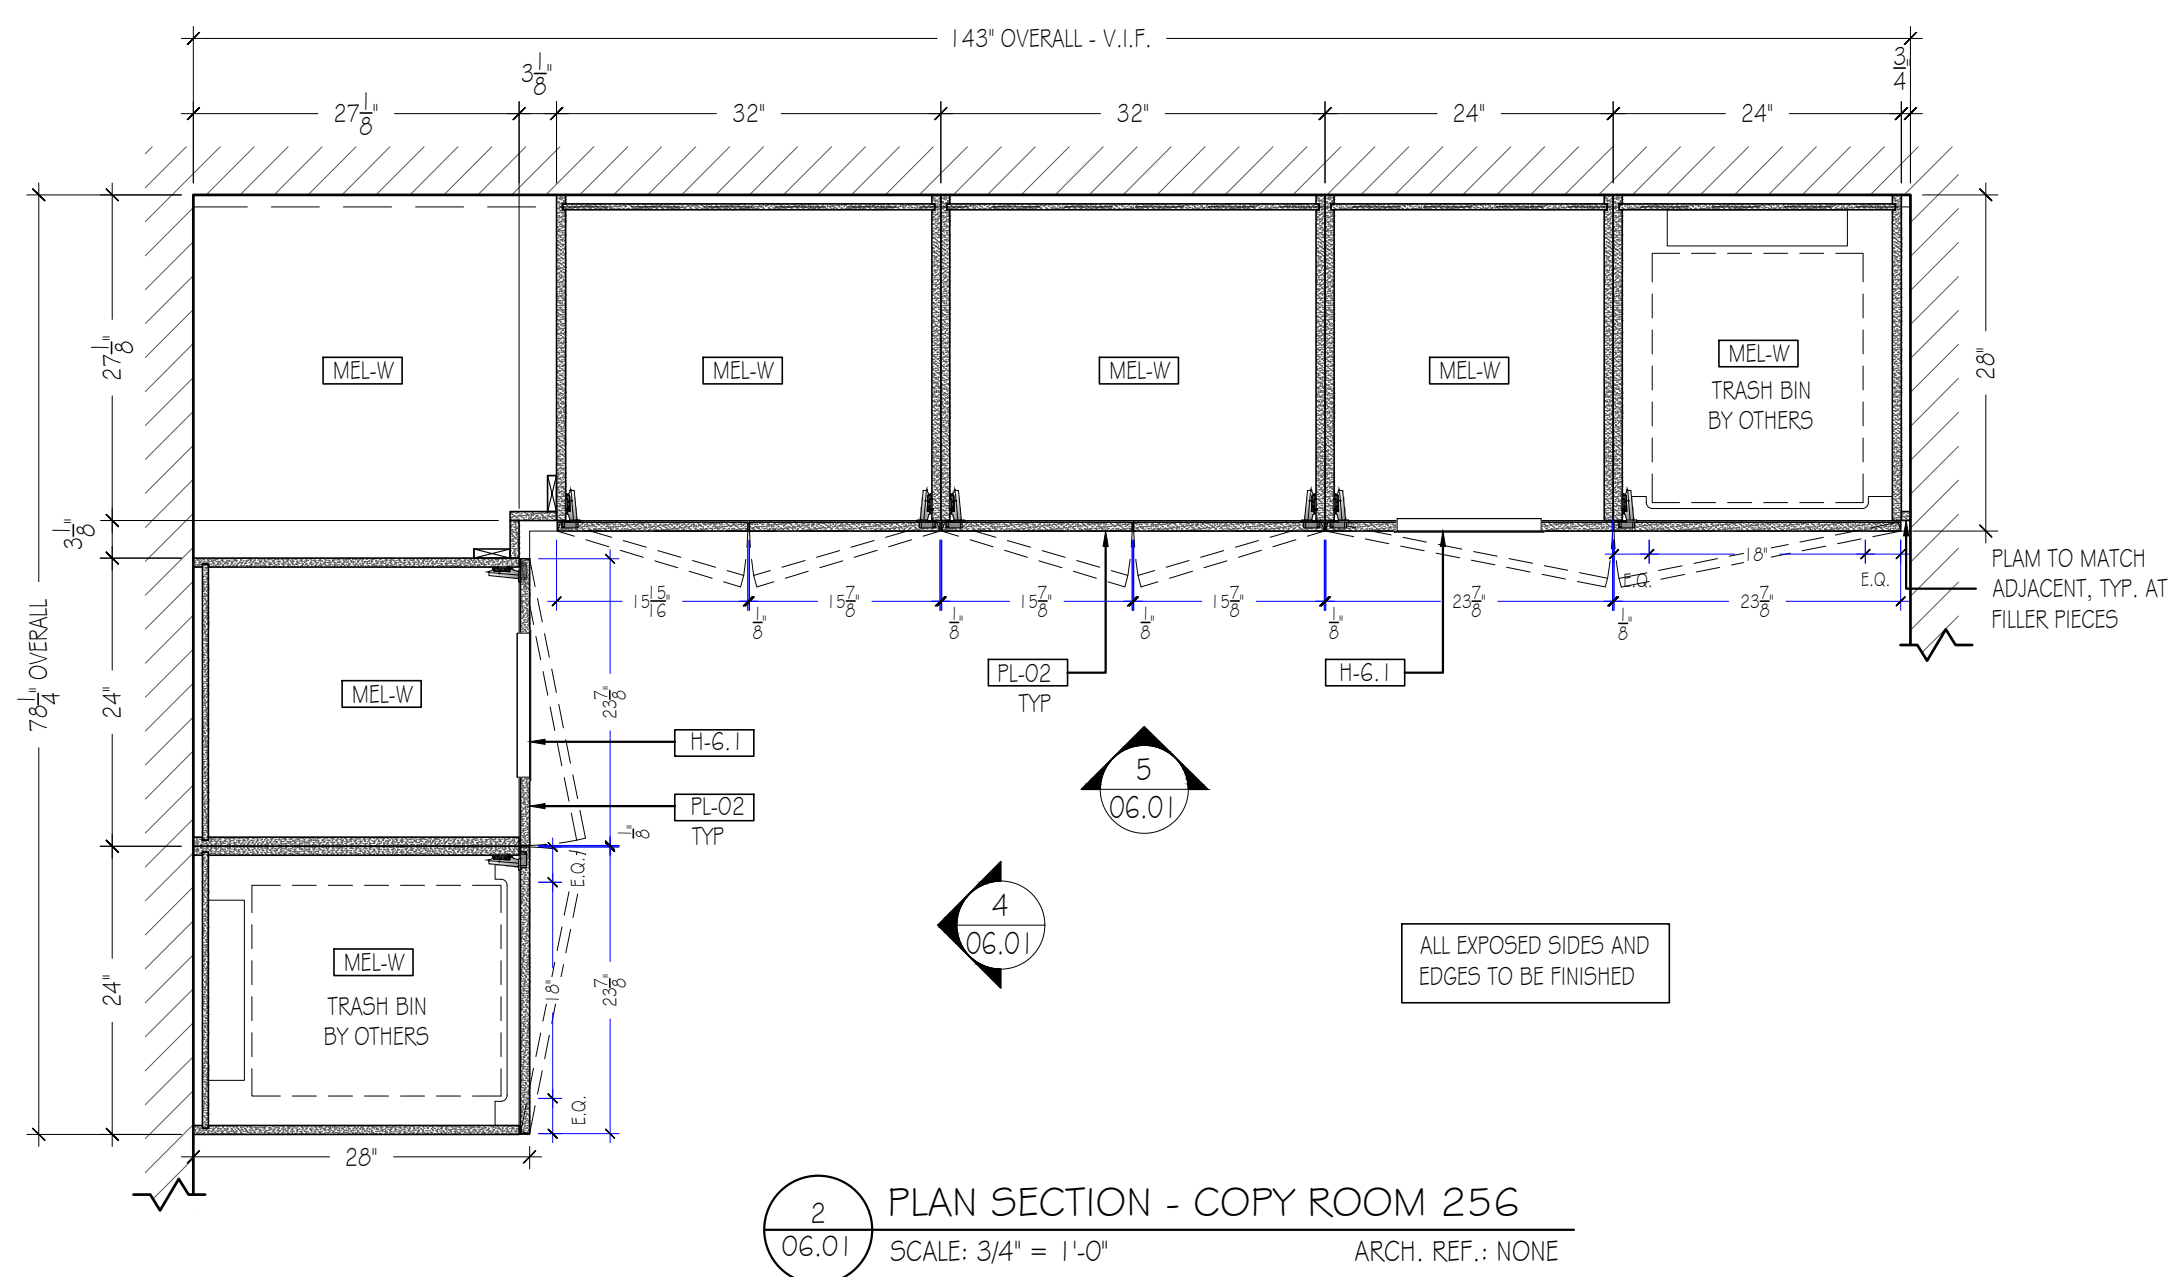 143" OVERALL - V.I.F.
3 1/8"
3/4"
27 1/8"
32"
32"
24"
24"
27 1/8"
MEL-W
MEL-W
MEL-W
MEL-W
MEL-W
TRASH BIN
BY OTHERS
28"
3 1/8"
18"
E.Q.
E.Q.
PLAM TO MATCH
ADJACENT, TYP. AT
FILLER PIECES
15 15/16"
1/8"
15 7/8"
1/8"
15 7/8"
1/8"
15 7/8"
1/8"
23 7/8"
1/8"
23 7/8"
78 1/4" OVERALL
24"
MEL-W
23 7/8"
PL-02
TYP
H-6.1
H-6.1
PL-02
TYP
1/8"
5
06.01
E.Q.
4
06.01
24"
MEL-W
TRASH BIN
BY OTHERS
18"
23 7/8"
E.Q.
ALL EXPOSED SIDES AND
EDGES TO BE FINISHED
28"
2
06.01
PLAN SECTION - COPY ROOM 256
SCALE: 3/4" = 1'-0"
ARCH. REF.: NONE